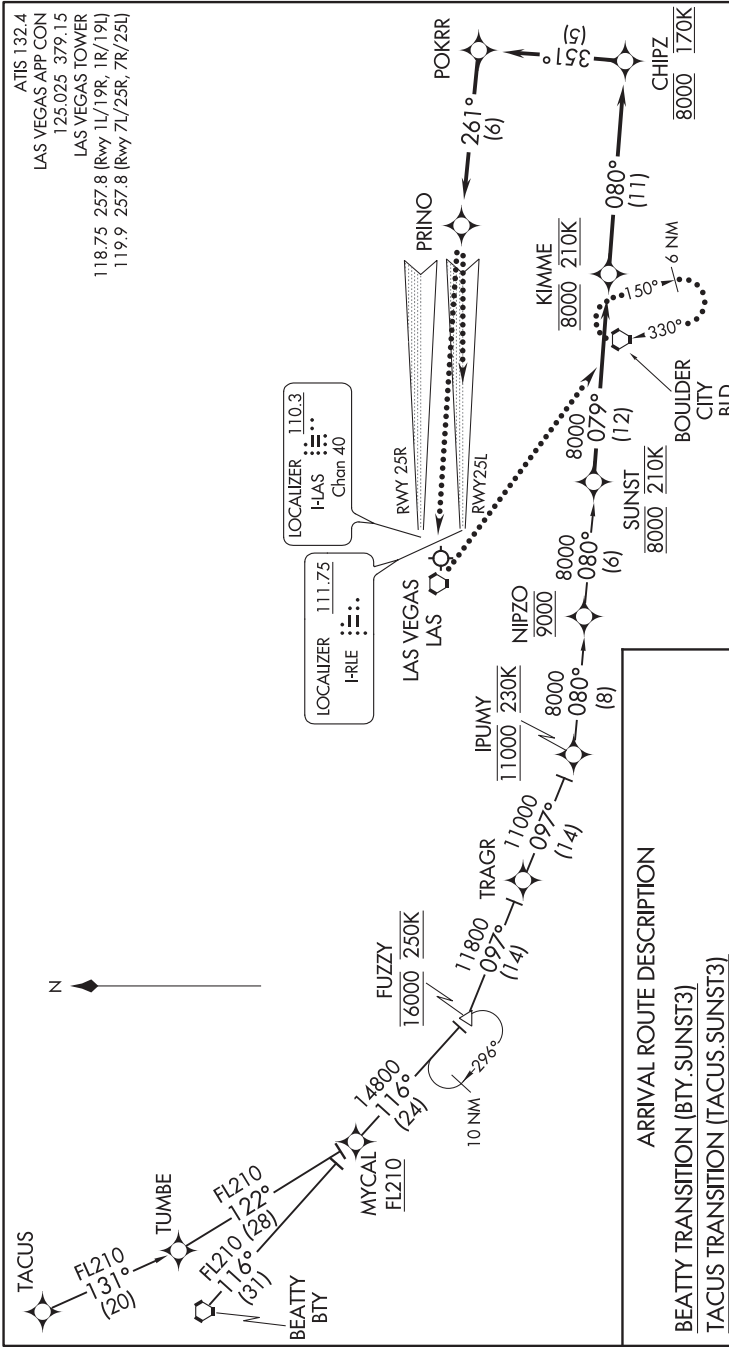 ATIS 132.4
LAS VEGAS APP CON
125.025 379.15
LAS VEGAS TOWER
118.75 257.8 (Rwy 1L/19R, 1R/19L)
119.9 257.8 (Rwy 7L/25R, 7R/25L)
N
TACUS
FL210
131°
(20)
TUMBE
FL210
122°
(28)
BEATTY
BTY
FL210
116°
(31)
MYCAL
FL210
14800
116°
(24)
FUZZY
16000 250K
10 NM
296°
11800
097°
(14)
TRAGR
11000
097°
(14)
IPUMY
11000 230K
8000
080°
(8)
NIPZO
9000
8000
080°
(6)
SUNST
8000 210K
8000
079°
(12)
KIMME
8000 210K
150°
6 NM
330°
BOULDER
CITY
BLD
080°
(11)
CHIPZ
8000 170K
351°
(5)
POKRR
261°
(6)
PRINO
RWY 25R
RWY25L
LOCALIZER 110.3
I-LAS
Chan 40
LOCALIZER 111.75
I-RLE
LAS VEGAS
LAS
ARRIVAL ROUTE DESCRIPTION
BEATTY TRANSITION (BTY.SUNST3)
TACUS TRANSITION (TACUS.SUNST3)